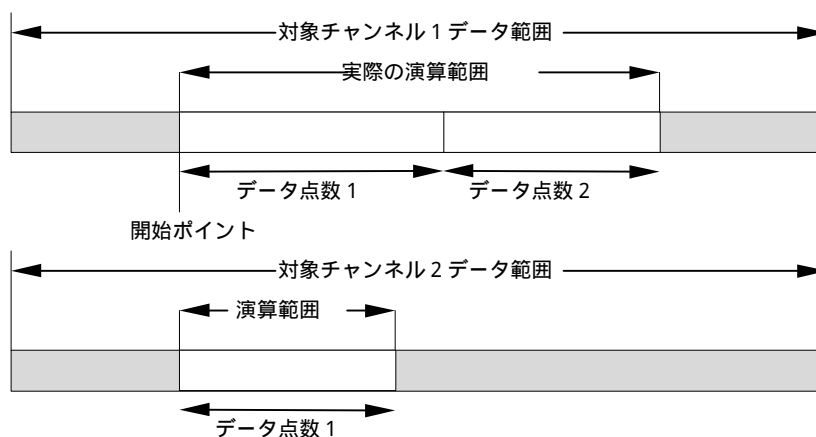 対象チャンネル1データ範囲
実際の演算範囲
データ点数1
データ点数2
開始ポイント
対象チャンネル2データ範囲
演算範囲
データ点数1